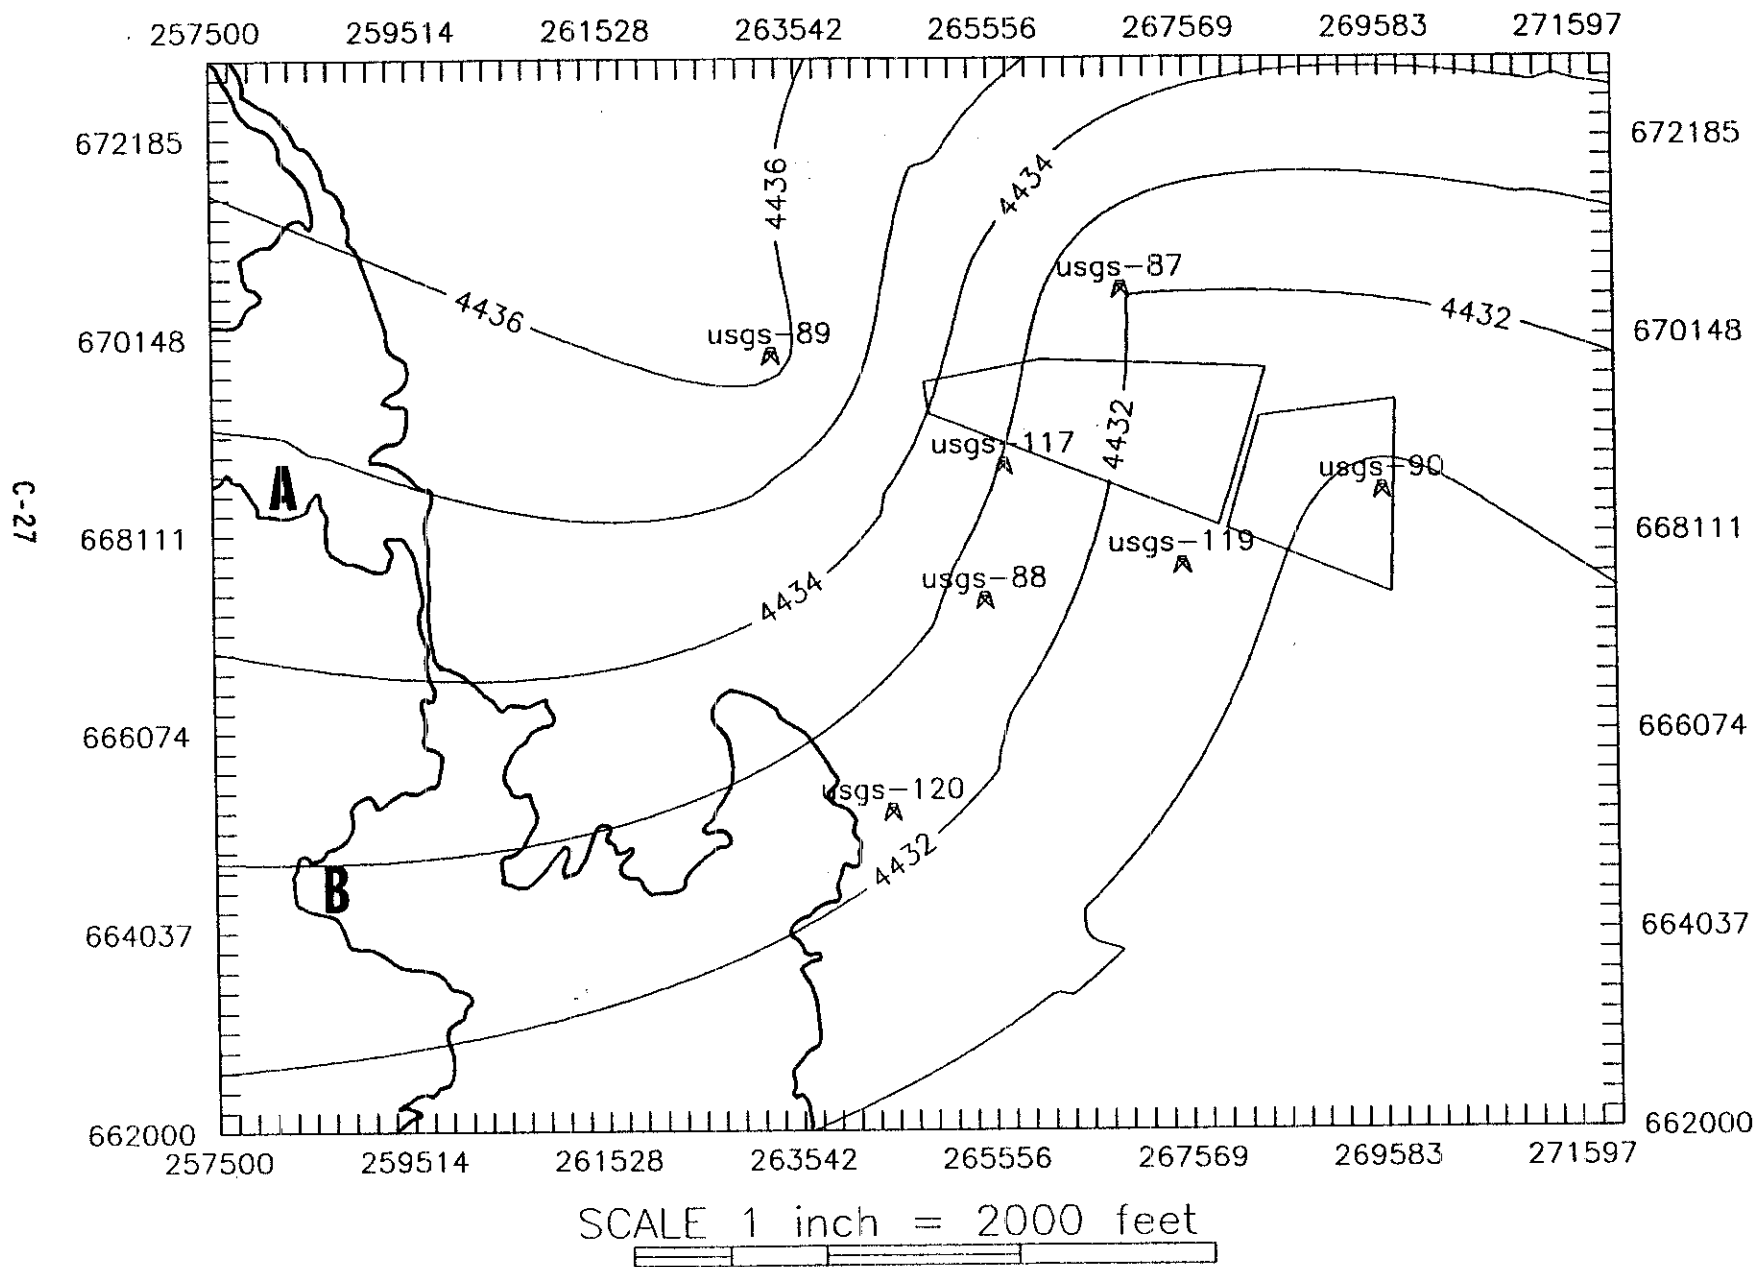 257500 259514 261528 263542 265556 267569 269583 271597
672185
672185
4436
4434
usgs-87
4436
4432
670148
usgs-89
670148
4432
usgs-117
usgs-90
A
C-27
668111
usgs-119
668111
usgs-88
4434
666074
666074
usgs-120
4432
B
664037
664037
662000
662000
257500 259514 261528 263542 265556 267569 269583 271597
SCALE 1 inch = 2000 feet